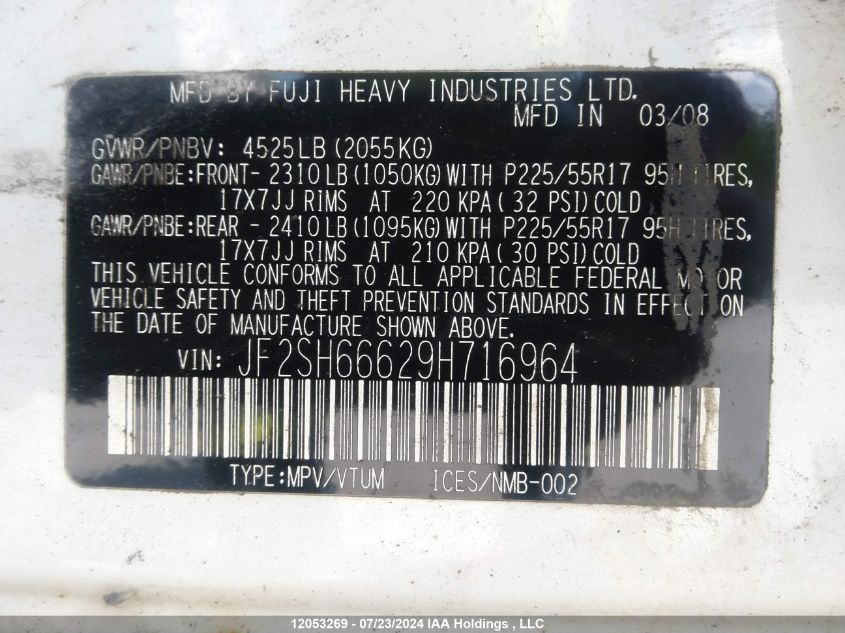 MFD BY FUJI HEAVY INDUSTRIES LTD.
MFD IN 03/08
GVWR/PNBV: 4525LB (2055KG)
GAWR/PNBE:FRONT- 2310LB (1050KG) WITH P225/55R17 95H TIRES,
17X7JJ RIMS AT 220 KPA ( 32 PSI) COLD
GAWR/PNBE:REAR - 2410LB (1095KG) WITH P225/55R17 95H TIRES,
17X7JJ RIMS AT 210 KPA ( 30 PSI) COLD
THIS VEHICLE CONFORMS TO ALL APPLICABLE FEDERAL MOTOR
VEHICLE SAFETY AND THEFT PREVENTION STANDARDS IN EFFECT ON
THE DATE OF MANUFACTURE SHOWN ABOVE.
VIN: JF2SH66629H716964
TYPE:MPV/VTUM ICES/NMB-002
12053269 - 07/23/2024 IAA Holdings , LLC